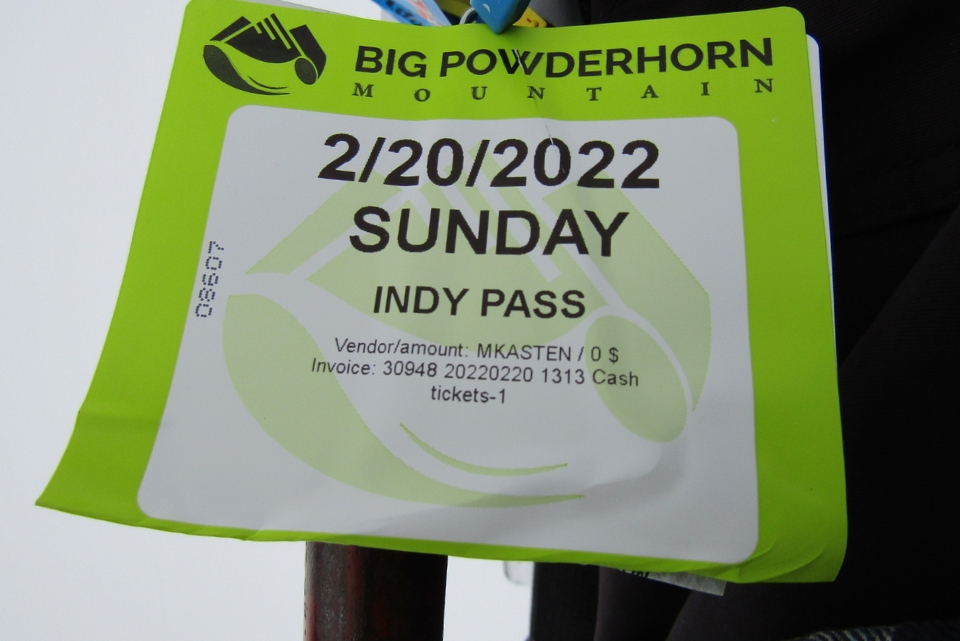 BIG POWDERHORN
MOUNTAIN
2/20/2022
SUNDAY
INDY PASS
Vendor/amount: MKASTEN / 0 $
Invoice: 30948 20220220 1313 Cash
tickets-1
08607